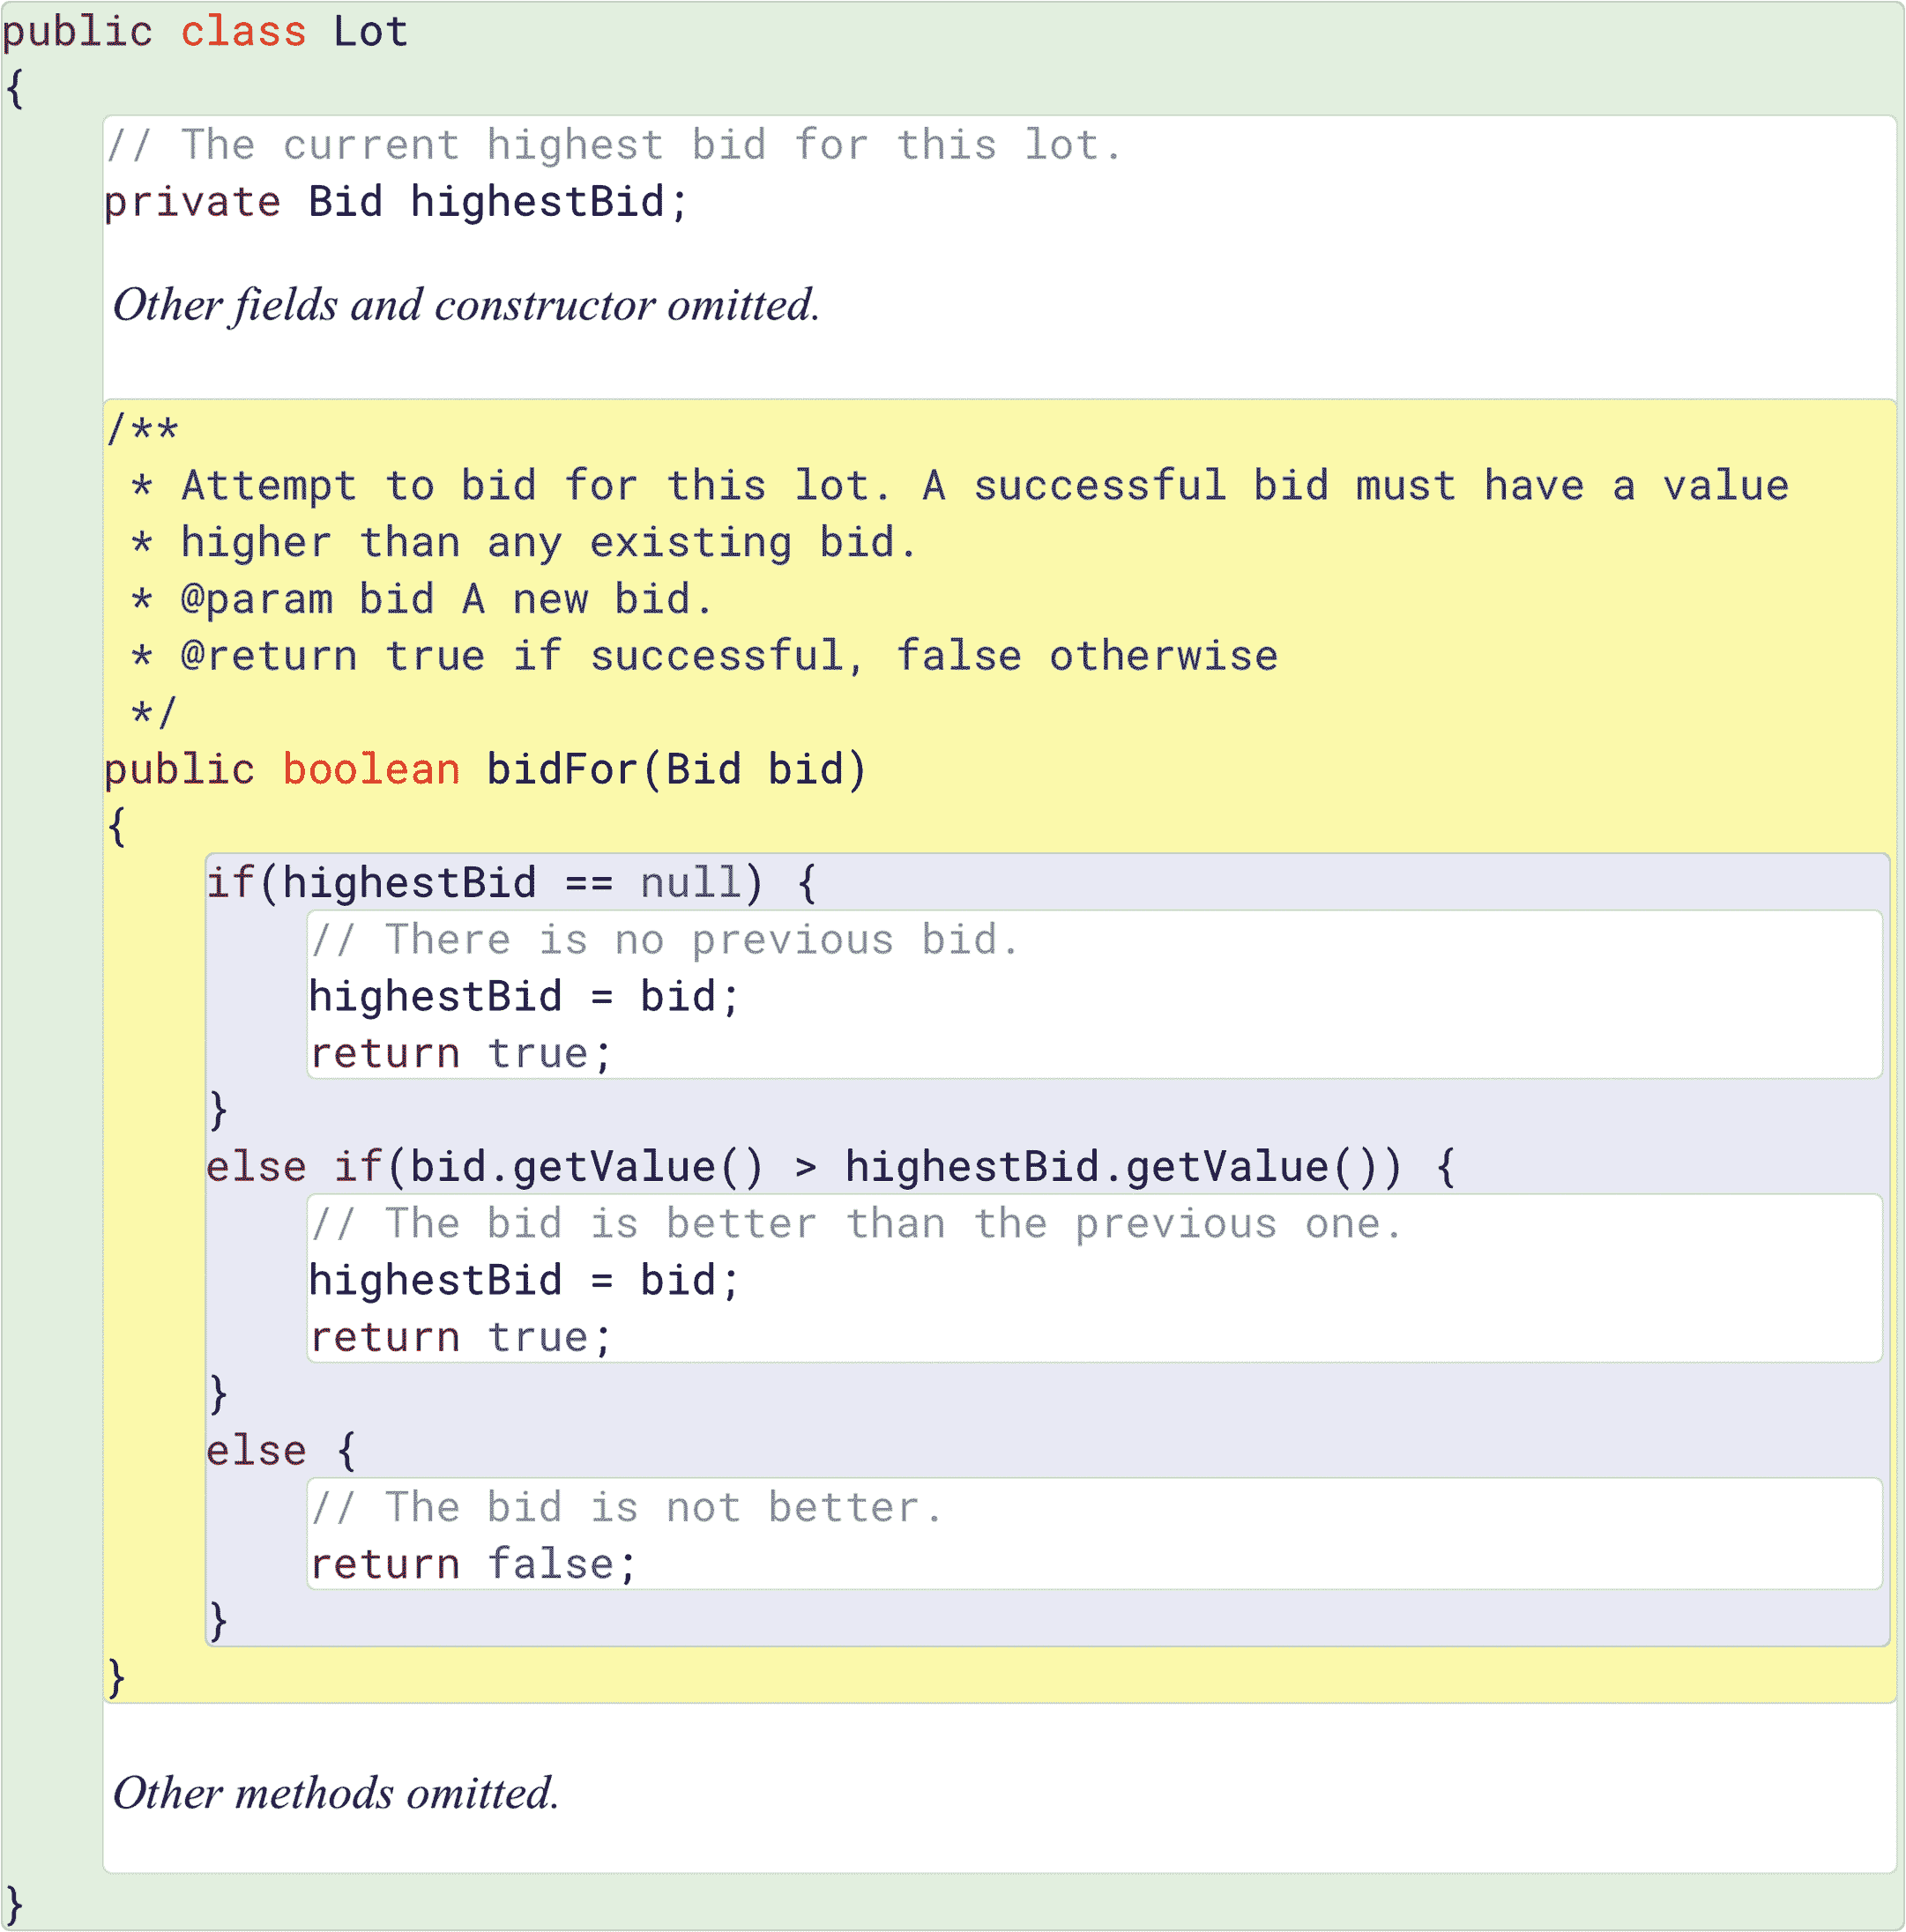 public class Lot
{
// The current highest bid for this lot.
private Bid highestBid;
Other fields and constructor omitted.
/**
* Attempt to bid for this lot. A successful bid must have a value
* higher than any existing bid.
* @param bid A new bid.
* @return true if successful, false otherwise
*/
public boolean bidFor(Bid bid)
{
if(highestBid == null) {
// There is no previous bid.
highestBid = bid;
return true;
}
else if(bid.getValue() > highestBid.getValue()) {
// The bid is better than the previous one.
highestBid = bid;
return true;
}
else {
// The bid is not better.
return false;
}
}
Other methods omitted.
}